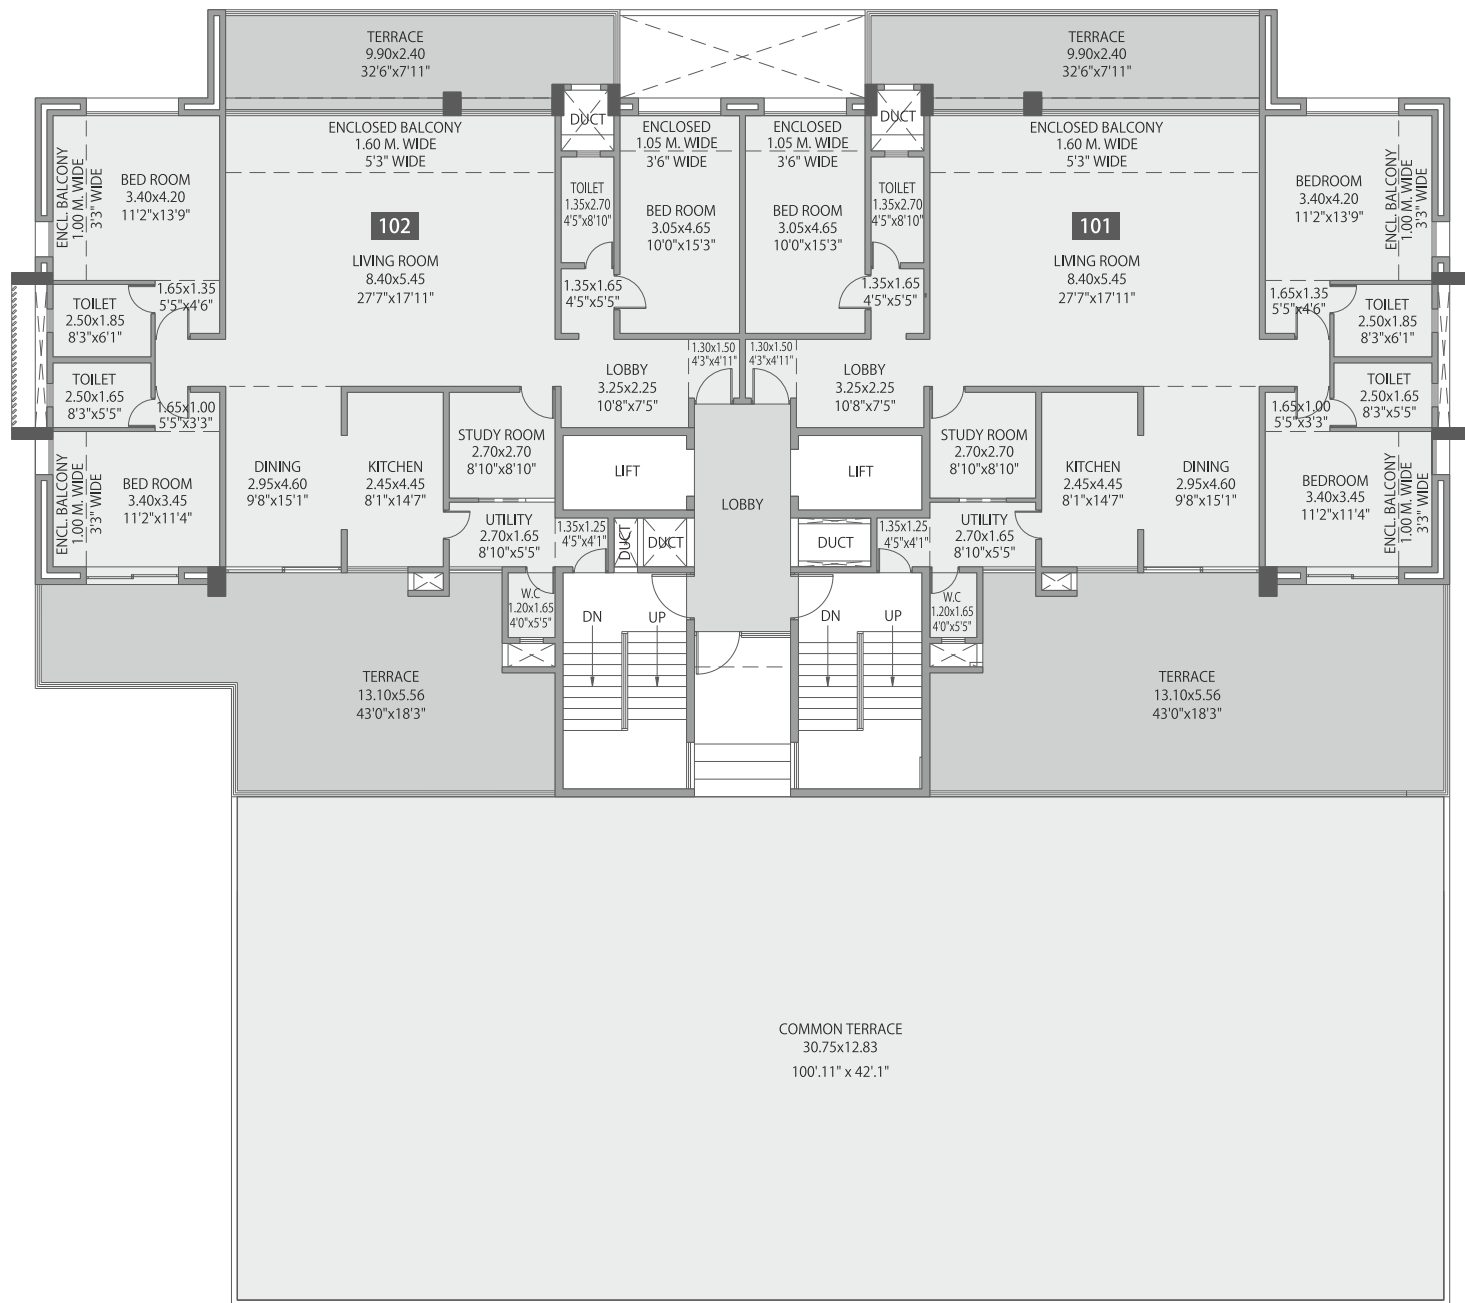 TERRACE
9.90x2.40
32'6"x7'11"
TERRACE
9.90x2.40
32'6"x7'11"
ENCL. BALCONY
1.00 M. WIDE
3'3" WIDE
BED ROOM
3.40x4.20
11'2"x13'9"
ENCLOSED BALCONY
1.60 M. WIDE
5'3" WIDE
102
LIVING ROOM
8.40x5.45
27'7"x17'11"
DUCT
TOILET
1.35x2.70
4'5"x8'10"
1.35x1.65
4'5"x5'5"
ENCLOSED
1.05 M. WIDE
3'6" WIDE
BED ROOM
3.05x4.65
10'0"x15'3"
ENCLOSED
1.05 M. WIDE
3'6" WIDE
BED ROOM
3.05x4.65
10'0"x15'3"
DUCT
TOILET
1.35x2.70
4'5"x8'10"
1.35x1.65
4'5"x5'5"
ENCLOSED BALCONY
1.60 M. WIDE
5'3" WIDE
101
LIVING ROOM
8.40x5.45
27'7"x17'11"
BEDROOM
3.40x4.20
11'2"x13'9"
ENCL. BALCONY
1.00 M. WIDE
3'3" WIDE
1.65x1.35
5'5"x4'6"
TOILET
2.50x1.85
8'3"x6'1"
TOILET
2.50x1.65
8'3"x5'5"
1.65x1.00
5'5"x3'3"
LOBBY
3.25x2.25
10'8"x7'5"
1.30x1.50
4'3"x4'11"
1.30x1.50
4'3"x4'11"
LOBBY
3.25x2.25
10'8"x7'5"
1.65x1.35
5'5"x4'6"
TOILET
2.50x1.85
8'3"x6'1"
TOILET
2.50x1.65
8'3"x5'5"
1.65x1.00
5'5"x3'3"
ENCL. BALCONY
1.00 M. WIDE
3'3" WIDE
BED ROOM
3.40x3.45
11'2"x11'4"
DINING
2.95x4.60
9'8"x15'1"
KITCHEN
2.45x4.45
8'1"x14'7"
STUDY ROOM
2.70x2.70
8'10"x8'10"
UTILITY
2.70x1.65
8'10"x5'5"
LIFT
1.35x1.25
4'5"x4'1"
DUCT
DUCT
LOBBY
LIFT
DUCT
1.35x1.25
4'5"x4'1"
STUDY ROOM
2.70x2.70
8'10"x8'10"
UTILITY
2.70x1.65
8'10"x5'5"
KITCHEN
2.45x4.45
8'1"x14'7"
DINING
2.95x4.60
9'8"x15'1"
BEDROOM
3.40x3.45
11'2"x11'4"
ENCL. BALCONY
1.00 M. WIDE
3'3" WIDE
W.C
1.20x1.65
4'0"x5'5"
DN
UP
DN
UP
W.C
1.20x1.65
4'0"x5'5"
TERRACE
13.10x5.56
43'0"x18'3"
TERRACE
13.10x5.56
43'0"x18'3"
COMMON TERRACE
30.75x12.83
100'.11" x 42'.1"